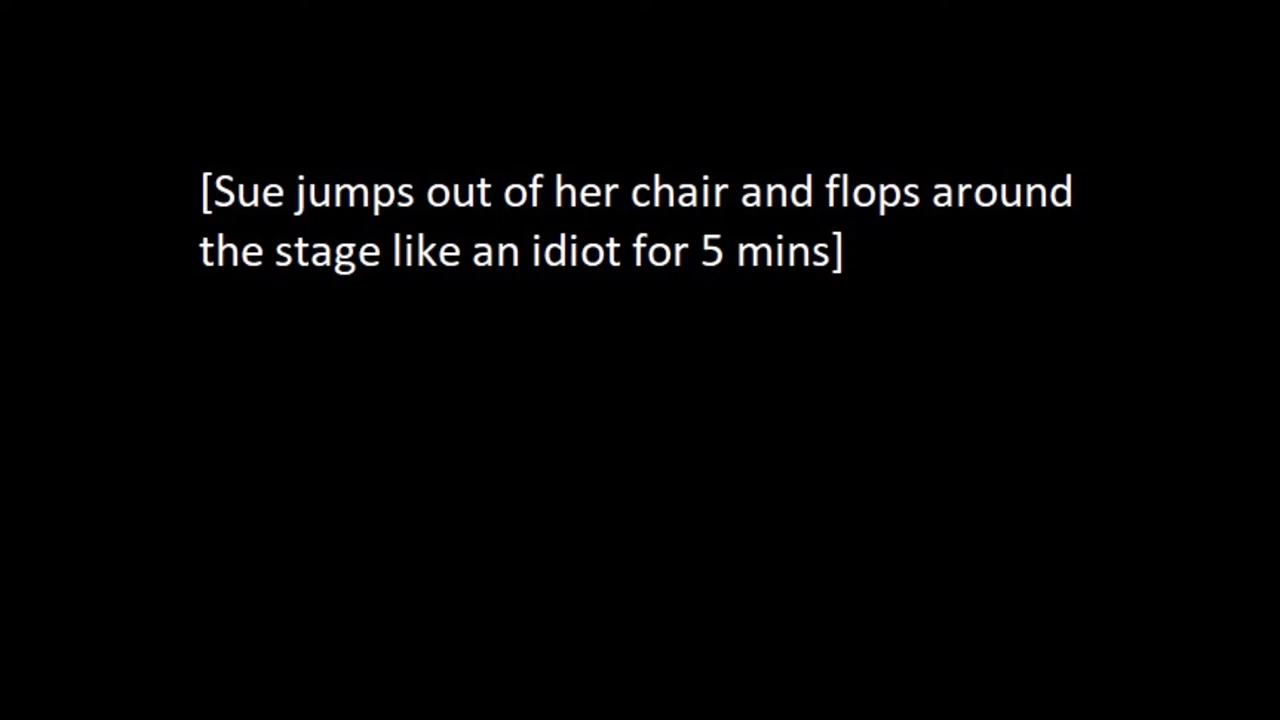 [Sue jumps out of her chair and flops around
the stage like an idiot for 5 mins]